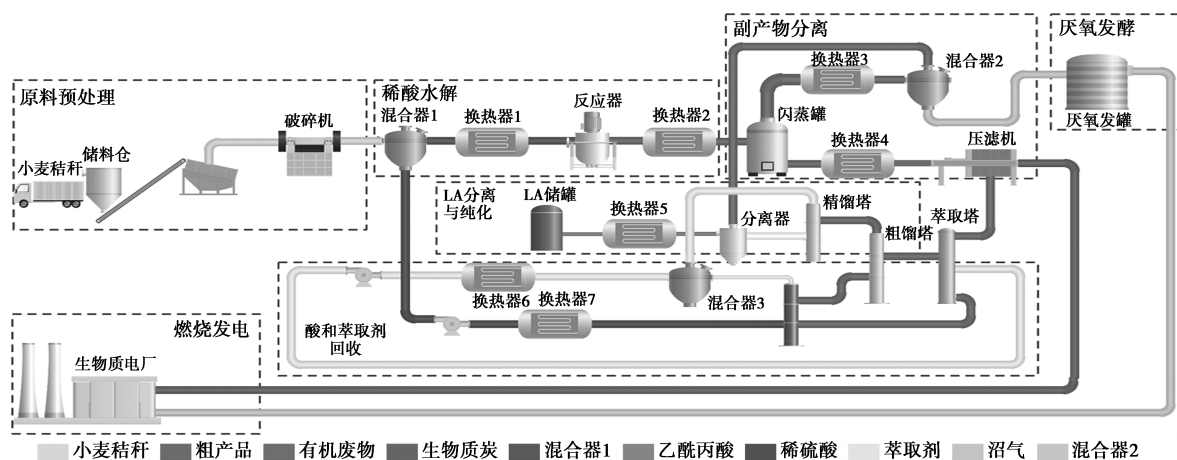 副产物分离
厌氧发酵
换热器3
混合器2
原料预处理
稀酸水解
反应器
破碎机
混合器1
换热器1
换热器2
闪蒸罐
厌氧发罐
压滤机
换热器4
储料仓
小麦秸秆
LA分离
与纯化
LA储罐
精馏塔
换热器5
分离器
粗馏塔
萃取塔
换热器6
换热器7
混合器3
酸和萃取剂
回收
燃烧发电
生物质电厂
小麦秸秆 粗产品 有机废物 生物质炭 混合器1 乙酰丙酸 稀硫酸 萃取剂 沼气 混合器2